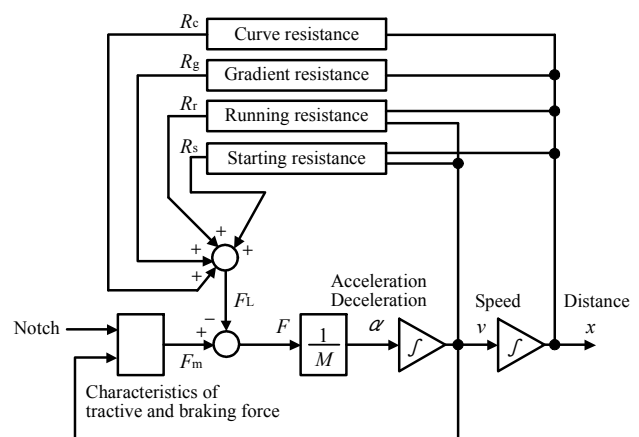 Rc
Curve resistance
Rg
Gradient resistance
Rr
Running resistance
Rs
Starting resistance
+
+
+
+
FL
Acceleration
Deceleration
Speed
Distance
Notch
−
+
Fm
F
1
M
α
∫
v
∫
x
Characteristics of
tractive and braking force